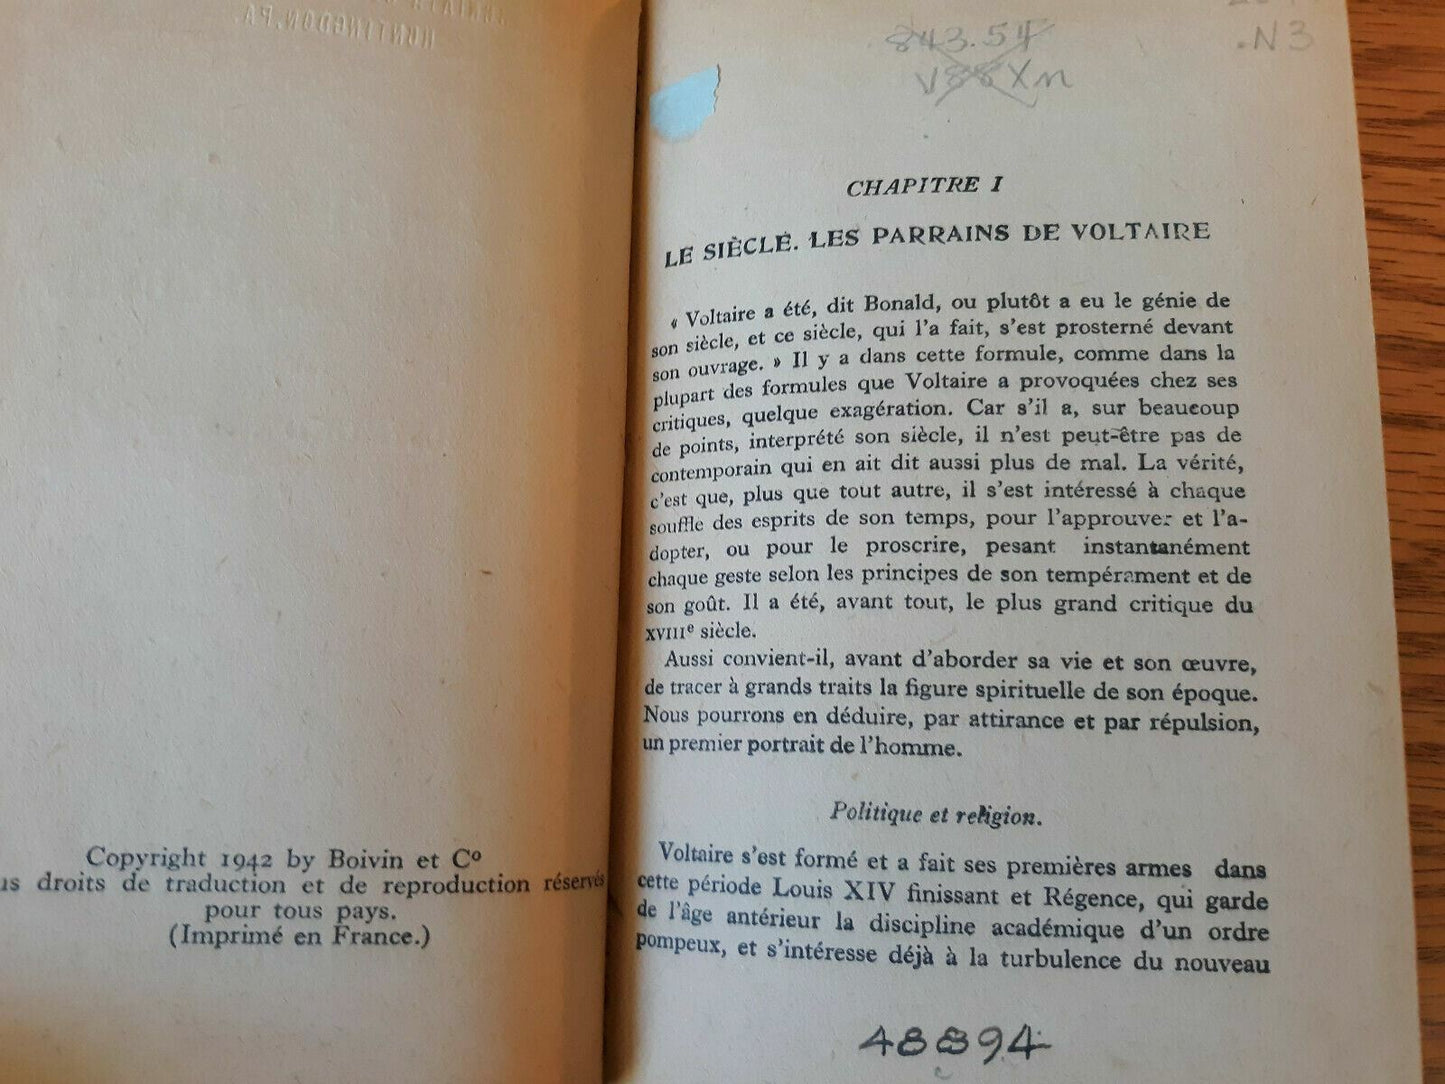 HUNTINGDON, PA.
Copyright 1942 by Boivin et Cº
droits de traduction et de reproduction réservés
pour tous pays.
(Imprimé en France.)
843.54
V88Xn
.N3
CHAPITRE I
LE SIÈCLE. LES PARRAINS DE VOLTAIRE
« Voltaire a été, dit Bonald, ou plutôt a eu le génie de
son siècle, et ce siècle, qui l'a fait, s'est prosterné devant
son ouvrage. » Il y a dans cette formule, comme dans la
plupart des formules que Voltaire a provoquées chez ses
critiques, quelque exagération. Car s'il a, sur beaucoup
de points, interprété son siècle, il n'est peut-être pas de
contemporain qui en ait dit aussi plus de mal. La vérité,
c'est que, plus que tout autre, il s'est intéressé à chaque
souffle des esprits de son temps, pour l'approuver et l'a-
dopter, ou pour le proscrire, pesant instantanément
chaque geste selon les principes de son tempérament et de
son goût. Il a été, avant tout, le plus grand critique du
XVIIIe siècle.
Aussi convient-il, avant d'aborder sa vie et son œuvre,
de tracer à grands traits la figure spirituelle de son époque.
Nous pourrons en déduire, par attirance et par répulsion,
un premier portrait de l'homme.
Politique et religion.
Voltaire s'est formé et a fait ses premières armes dans
cette période Louis XIV finissant et Régence, qui garde
de l'âge antérieur la discipline académique d'un ordre
pompeux, et s'intéresse déjà à la turbulence du nouveau
48894